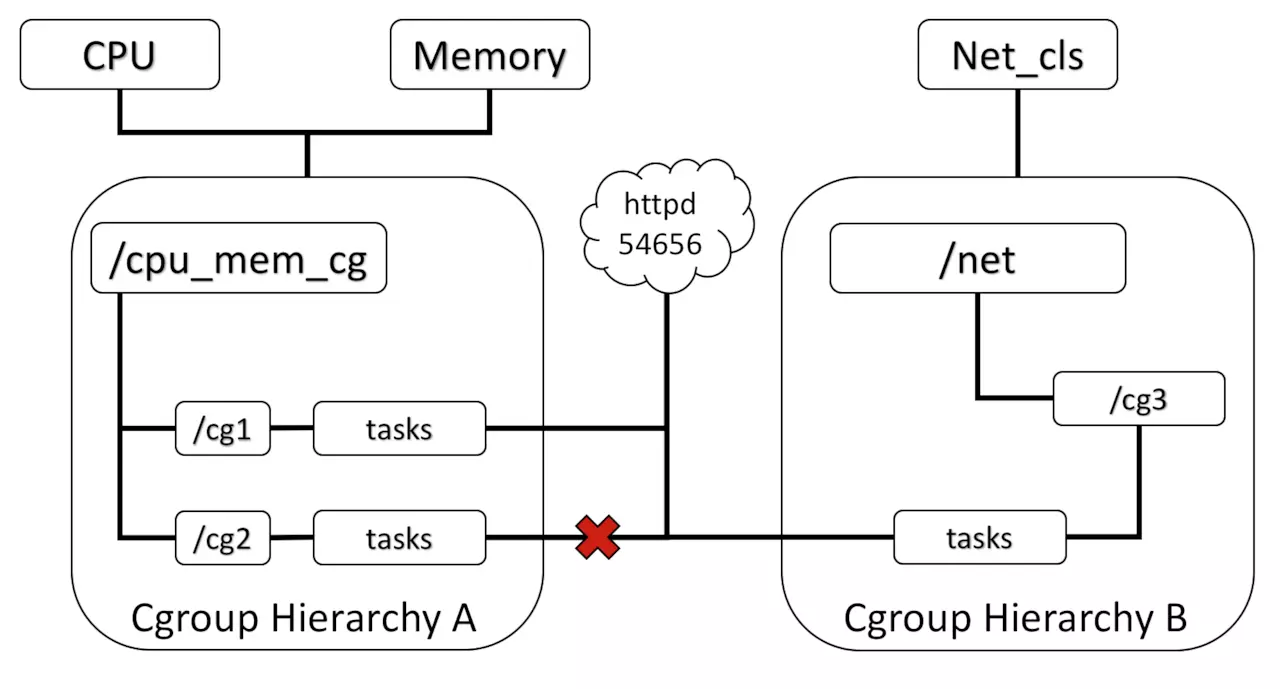 CPU
Memory
Net_cls
httpd
54656
/cpu_mem_cg
/net
/cg1
tasks
/cg3
/cg2
tasks
tasks
Cgroup Hierarchy A
Cgroup Hierarchy B